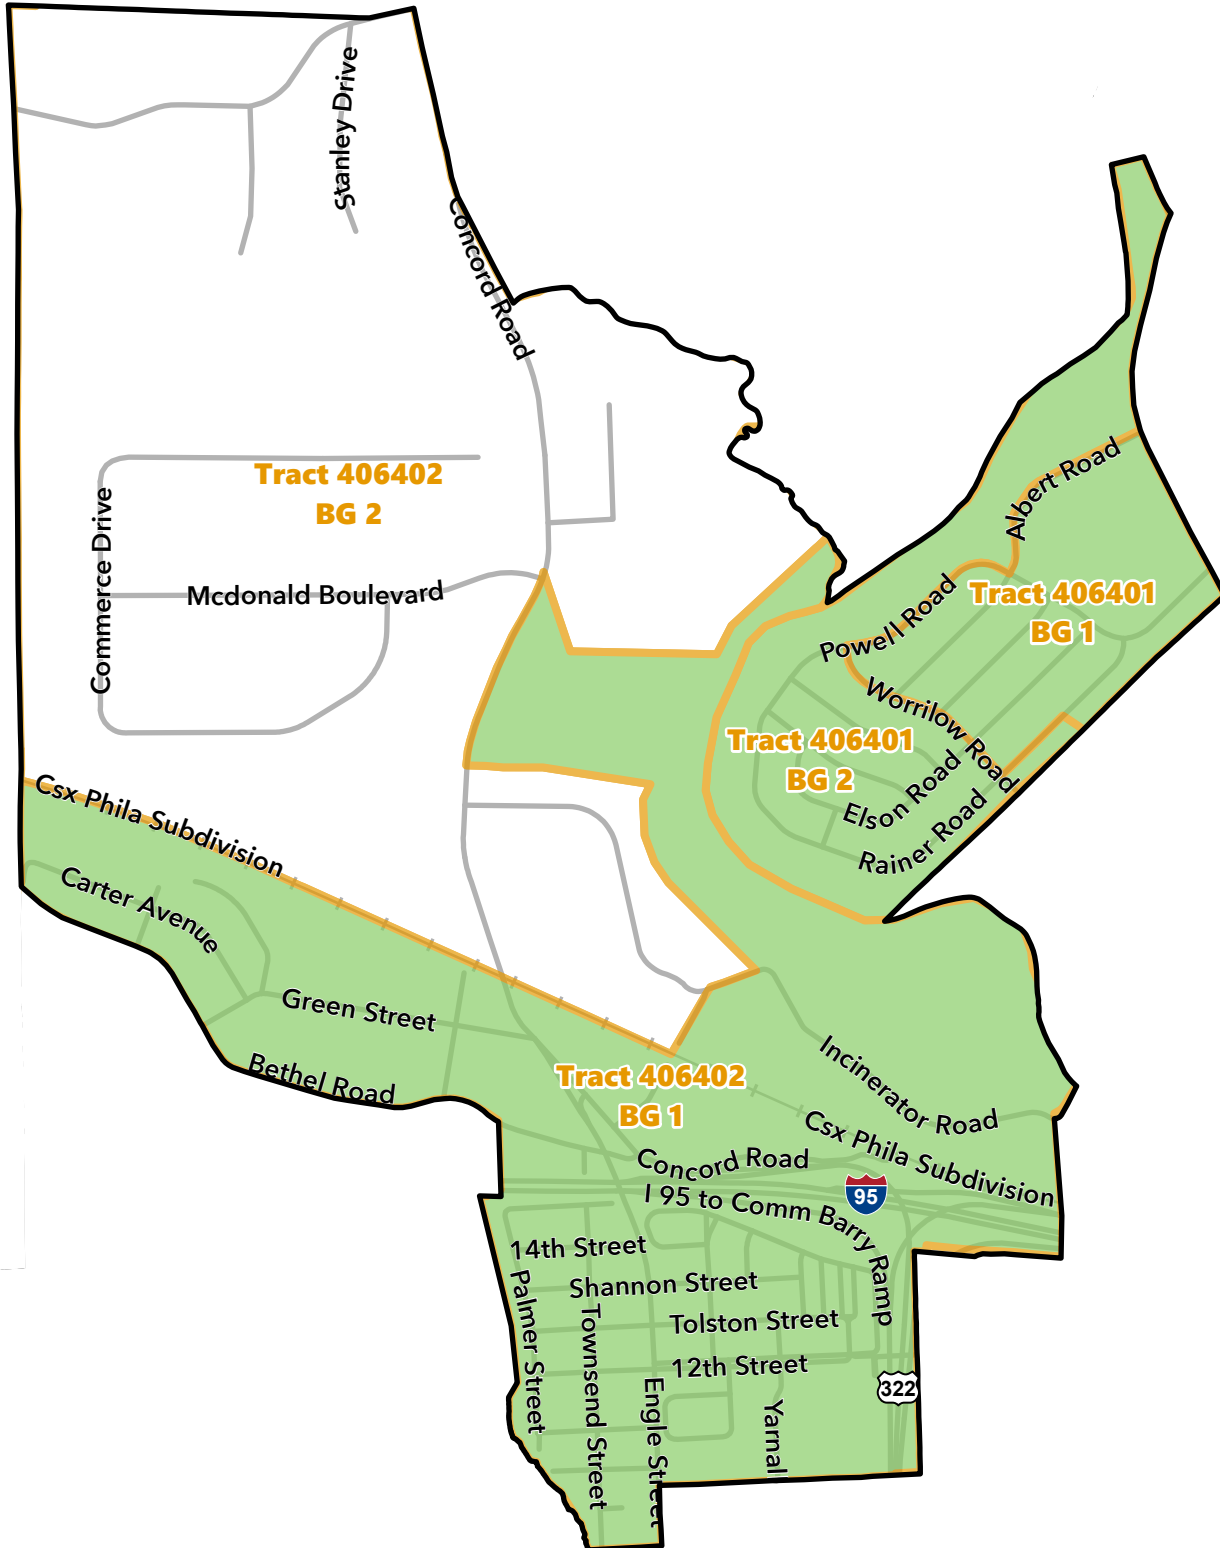 Stanley Drive
Concord Road
Albert Road
Tract 406402
BG 2
Commerce Drive
Mcdonald Boulevard
Powell Road
Tract 406401
BG 1
Worrilow Road
Tract 406401
BG 2
Elson Road
Rainer Road
Csx Phila Subdivision
Carter Avenue
Green Street
Bethel Road
Tract 406402
BG 1
Incinerator Road
Csx Phila Subdivision
Concord Road
95
I 95 to Comm Barry Ramp
14th Street
Shannon Street
Palmer Street
Townsend Street
Tolston Street
12th Street
Engle Street
Yarnall
322